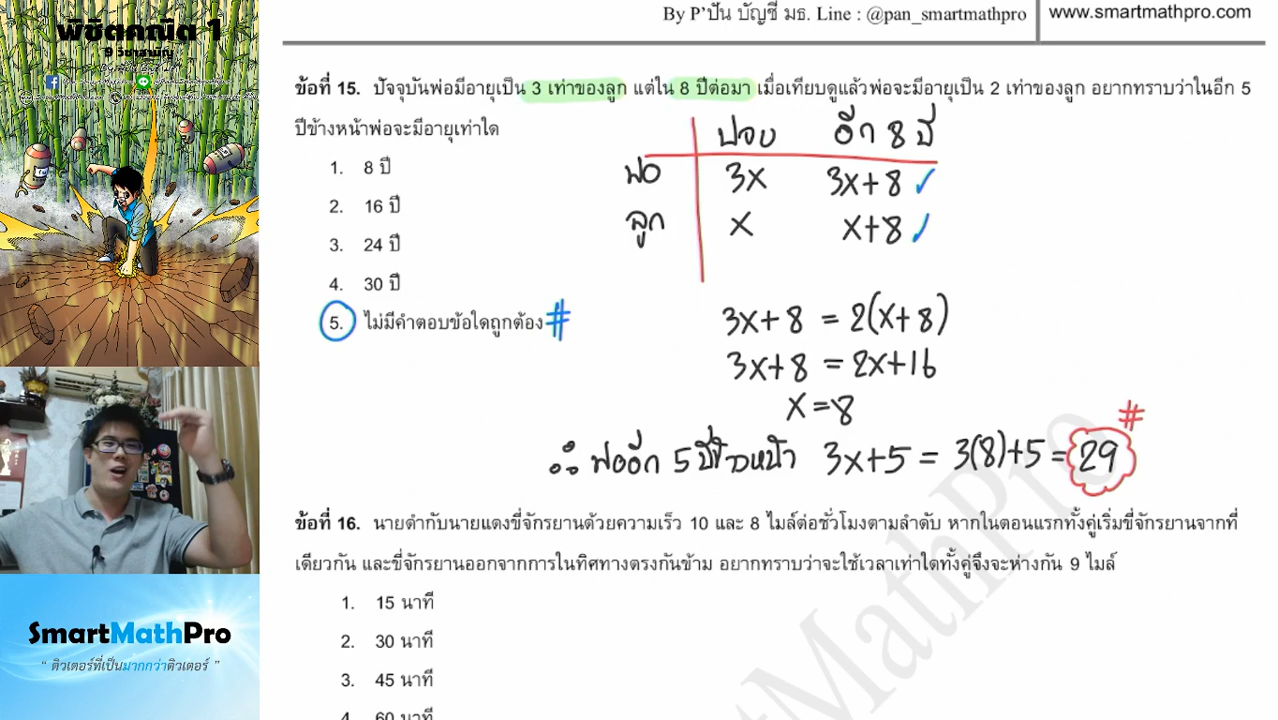 พิชิตคณิต 1
9 วิชาสามัญ
By P'ปั้น บัญชี มธ. Line : @pan_smartmathpro
www.smartmathpro.com
ข้อที่ 15. ปัจจุบันพ่อมีอายุเป็น 3 เท่าของลูก แต่ใน 8 ปีต่อมา เมื่อเทียบดูแล้วพ่อจะมีอายุเป็น 2 เท่าของลูก อยากทราบว่าในอีก 5
ปีข้างหน้าพ่อจะมีอายุเท่าใด
1. 8 ปี
2. 16 ปี
3. 24 ปี
4. 30 ปี
5. ไม่มีคำตอบข้อใดถูกต้อง #
อีก 8 ปี
พ่อ 3x 3x+8 ✓
ลูก x x+8 ✓
3x+8 = 2(x+8)
3x+8 = 2x+16
x = 8
∴ พ่ออีก 5 ปีข้างหน้า 3x+5 = 3(8)+5 = 29 #
ข้อที่ 16. นายดำกับนายแดงขี่จักรยานด้วยความเร็ว 10 และ 8 ไมล์ต่อชั่วโมงตามลำดับ หากในตอนแรกทั้งคู่เริ่มขี่จักรยานจากที่
เดียวกัน และขี่จักรยานออกจากการในทิศทางตรงกันข้าม อยากทราบว่าจะใช้เวลาเท่าใดทั้งคู่จึงจะห่างกัน 9 ไมล์
1. 15 นาที
2. 30 นาที
3. 45 นาที
4. 60 นาที
SmartMathPro
" ติวเตอร์ที่เป็นมากกว่าติวเตอร์ "
SmartMathPro